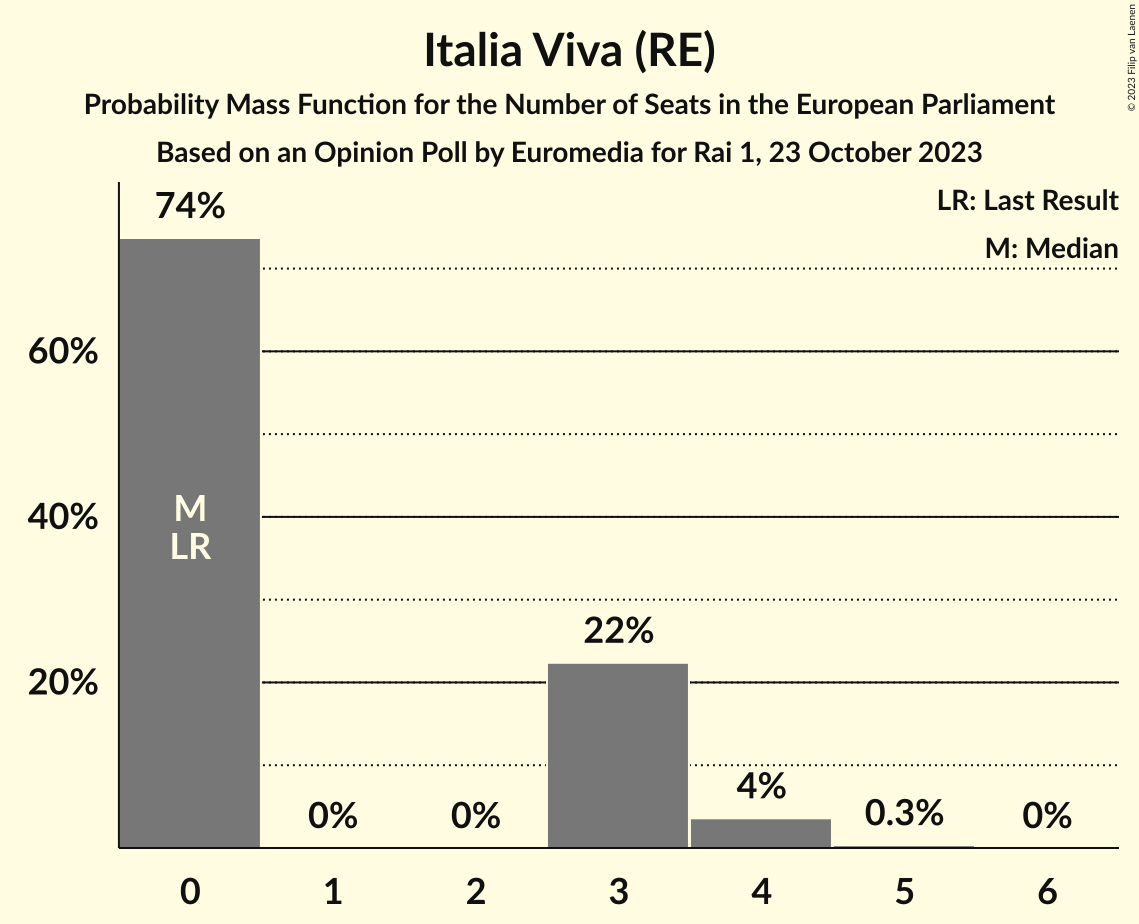 Italia Viva (RE)
Probability Mass Function for the Number of Seats in the European Parliament
Based on an Opinion Poll by Euromedia for Rai 1, 23 October 2023
© 2023 Filip van Laenen
LR: Last Result
M: Median
74%
60%
40%
20%
M
LR
0%
0%
22%
4%
0.3%
0%
0
1
2
3
4
5
6